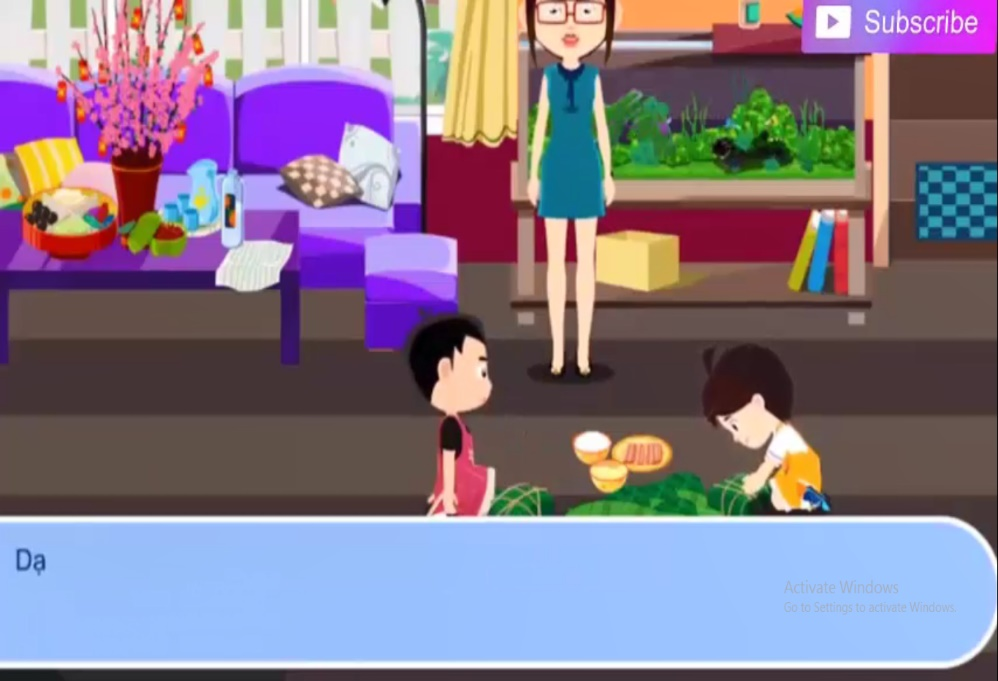 Subscribe
Dạ
Activate Windows
Go to Settings to activate Windows.